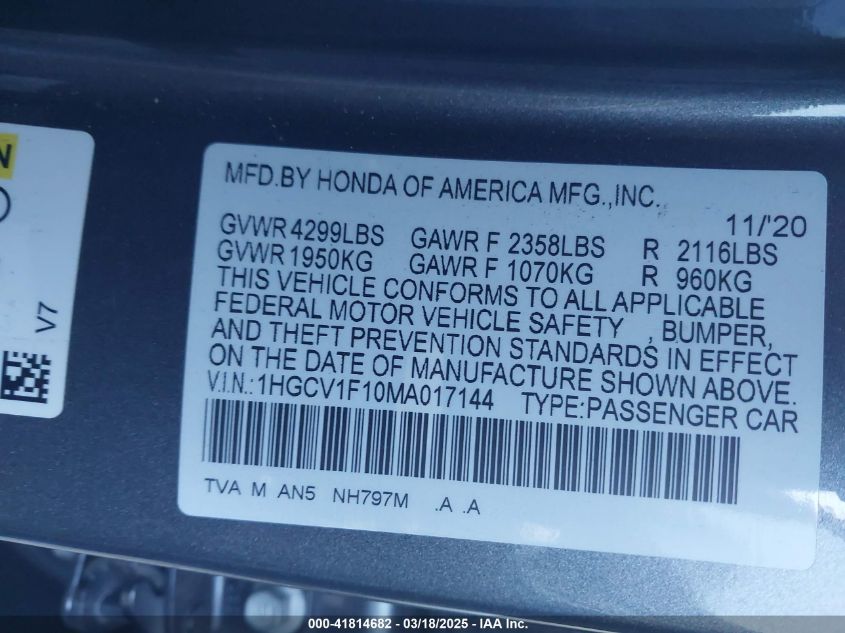 N
V7
MFD.BY HONDA OF AMERICA MFG.,INC.
11/'20
GVWR 4299LBS GAWR F 2358LBS R 2116LBS
GVWR 1950KG GAWR F 1070KG R 960KG
THIS VEHICLE CONFORMS TO ALL APPLICABLE
FEDERAL MOTOR VEHICLE SAFETY , BUMPER,
AND THEFT PREVENTION STANDARDS IN EFFECT
ON THE DATE OF MANUFACTURE SHOWN ABOVE.
V.I.N.:1HGCV1F10MA017144 TYPE:PASSENGER CAR
TVA M AN5 NH797M .A .A
000-41814682 - 03/18/2025 - IAA Inc.